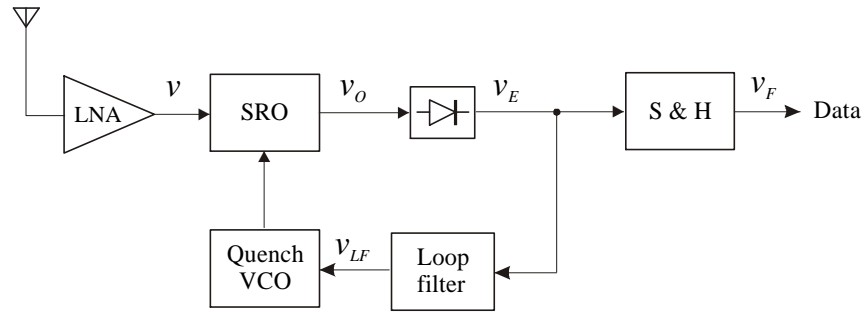 v
v_O
v_E
v_F
LNA
SRO
S & H
Data
Quench
VCO
v_LF
Loop
filter